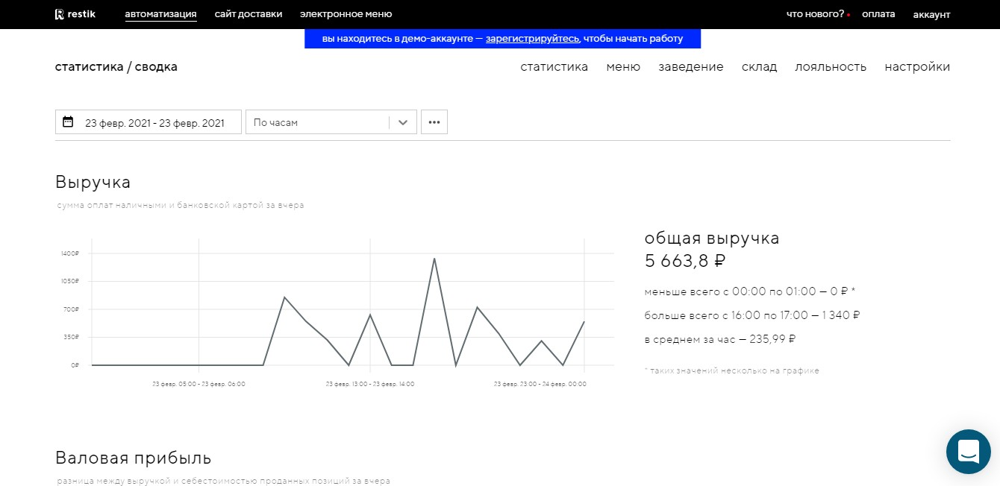 restik автоматизация сайт доставки электронное меню что нового? оплата аккаунт
вы находитесь в демо-аккаунте — зарегистрируйтесь, чтобы начать работу
статистика / сводка статистика меню заведение склад лояльность настройки
23 февр. 2021 - 23 февр. 2021 По часам
Выручка
сумма оплат наличными и банковской картой за вчера
1400₽
1050₽
700₽
350₽
0₽
23 февр. 05:00 - 23 февр. 06:00 23 февр. 13:00 - 23 февр. 14:00 23 февр. 23:00 - 24 февр. 00:00
общая выручка
5 663,8 ₽
меньше всего с 00:00 по 01:00 — 0 ₽ *
больше всего с 16:00 по 17:00 — 1 340 ₽
в среднем за час — 235,99 ₽
* таких значений несколько на графике
Валовая прибыль
разница между выручкой и себестоимостью проданных позиций за вчера